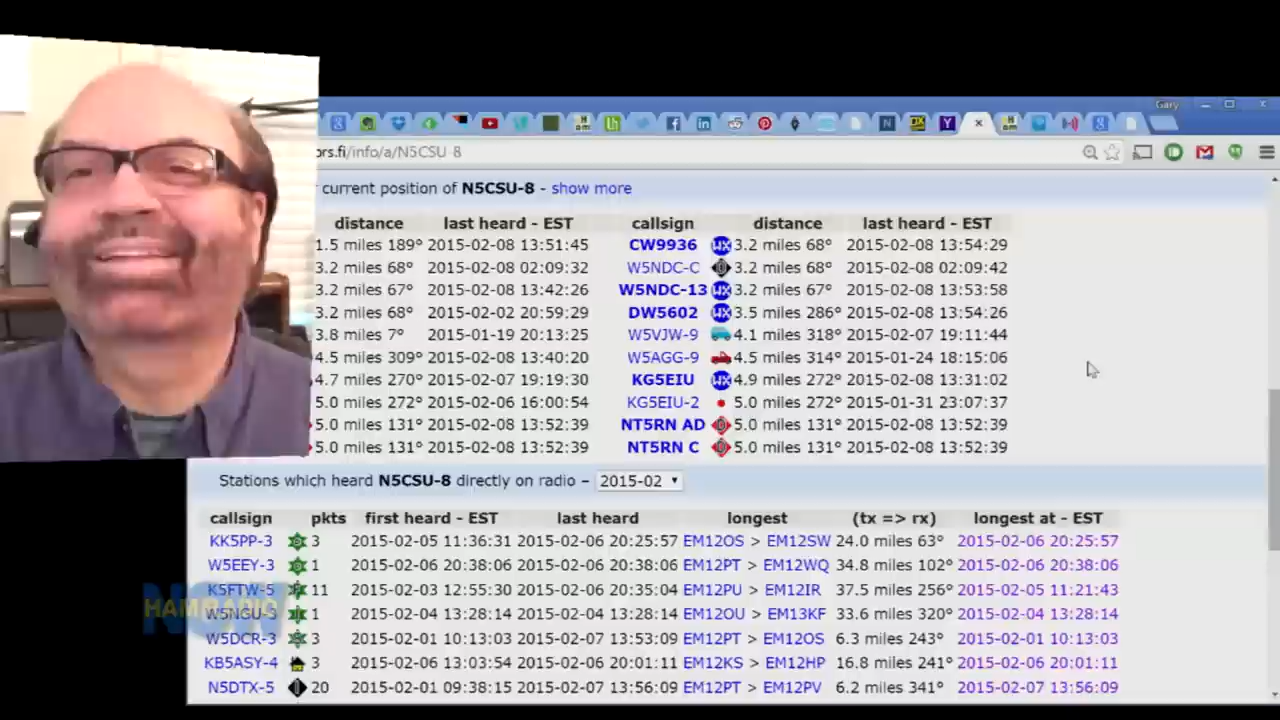 Gary
ors.fi/info/a/N5CSU-8
current position of N5CSU-8 - show more
distance last heard - EST callsign distance last heard - EST
1.5 miles 189° 2015-02-08 13:51:45 CW9936 WX 3.2 miles 68° 2015-02-08 13:54:29
3.2 miles 68° 2015-02-08 02:09:32 W5NDC-C 3.2 miles 68° 2015-02-08 02:09:42
3.2 miles 67° 2015-02-08 13:42:26 W5NDC-13 WX 3.2 miles 67° 2015-02-08 13:53:58
3.2 miles 68° 2015-02-02 20:59:29 DW5602 WX 3.5 miles 286° 2015-02-08 13:54:26
3.8 miles 7° 2015-01-19 20:13:25 W5VJW-9 4.1 miles 318° 2015-02-07 19:11:44
4.5 miles 309° 2015-02-08 13:40:20 W5AGG-9 4.5 miles 314° 2015-01-24 18:15:06
4.7 miles 270° 2015-02-07 19:19:30 KG5EIU WX 4.9 miles 272° 2015-02-08 13:31:02
5.0 miles 272° 2015-02-06 16:00:54 KG5EIU-2 5.0 miles 272° 2015-01-31 23:07:37
5.0 miles 131° 2015-02-08 13:52:39 NT5RN AD 5.0 miles 131° 2015-02-08 13:52:39
5.0 miles 131° 2015-02-08 13:52:39 NT5RN C 5.0 miles 131° 2015-02-08 13:52:39
Stations which heard N5CSU-8 directly on radio – 2015-02
callsign pkts first heard - EST last heard longest (tx => rx) longest at - EST
KK5PP-3 3 2015-02-05 11:36:31 2015-02-06 20:25:57 EM12OS > EM12SW 24.0 miles 63° 2015-02-06 20:25:57
W5EEY-3 1 2015-02-06 20:38:06 2015-02-06 20:38:06 EM12PT > EM12WQ 34.8 miles 102° 2015-02-06 20:38:06
K5FTW-5 11 2015-02-03 12:55:30 2015-02-06 20:35:04 EM12PU > EM12IR 37.5 miles 256° 2015-02-05 11:21:43
W5NGU-3 1 2015-02-04 13:28:14 2015-02-04 13:28:14 EM12OU > EM13KF 33.6 miles 320° 2015-02-04 13:28:14
W5DCR-3 3 2015-02-01 10:13:03 2015-02-07 13:53:09 EM12PT > EM12OS 6.3 miles 243° 2015-02-01 10:13:03
KB5ASY-4 3 2015-02-06 13:03:54 2015-02-06 20:01:11 EM12KS > EM12HP 16.8 miles 241° 2015-02-06 20:01:11
N5DTX-5 20 2015-02-01 09:38:15 2015-02-07 13:56:09 EM12PT > EM12PV 6.2 miles 341° 2015-02-07 13:56:09
HAM RADIO